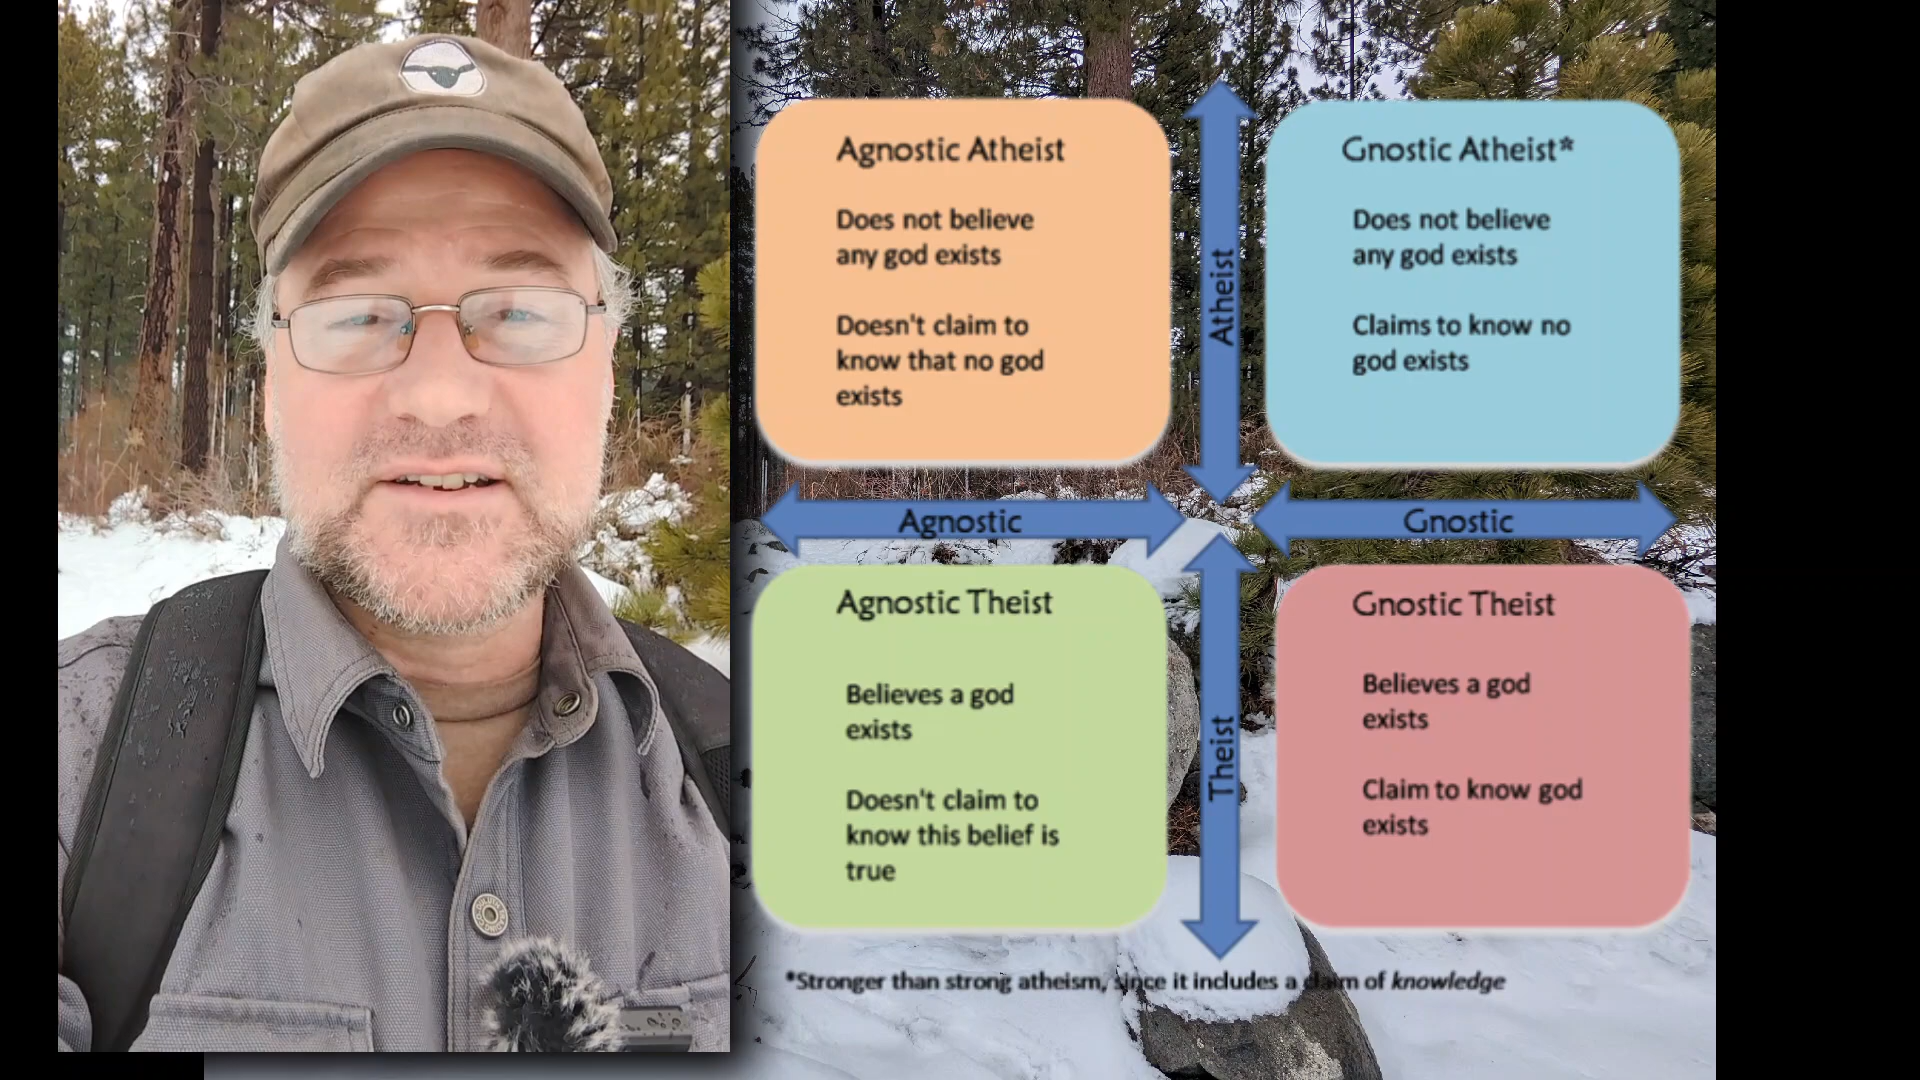 Agnostic Atheist
Does not believe
any god exists
Doesn't claim to
know that no god
exists
Atheist
Gnostic Atheist*
Does not believe
any god exists
Claims to know no
god exists
Agnostic
Gnostic
Agnostic Theist
Believes a god
exists
Doesn't claim to
know this belief is
true
Theist
Gnostic Theist
Believes a god
exists
Claim to know god
exists
*Stronger than strong atheism, since it includes a claim of knowledge